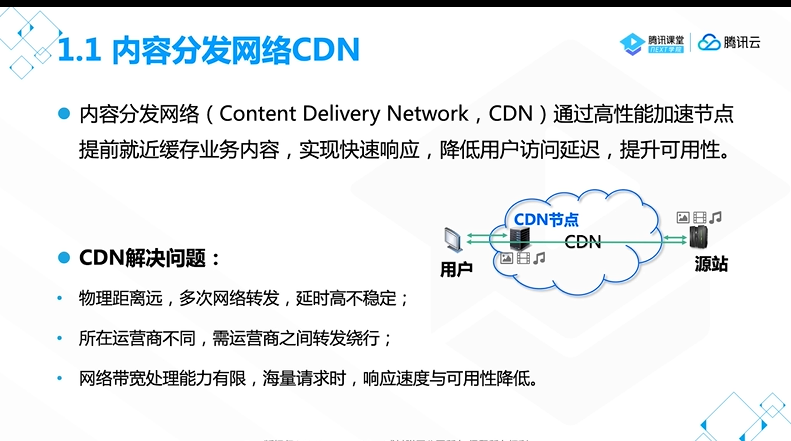 1.1 内容分发网络CDN
腾讯课堂
NEXT学院
腾讯云
内容分发网络（Content Delivery Network，CDN）通过高性能加速节点
提前就近缓存业务内容，实现快速响应，降低用户访问延迟，提升可用性。
CDN节点
CDN
用户
源站
CDN解决问题：
物理距离远，多次网络转发，延时高不稳定；
所在运营商不同，需运营商之间转发绕行；
网络带宽处理能力有限，海量请求时，响应速度与可用性降低。